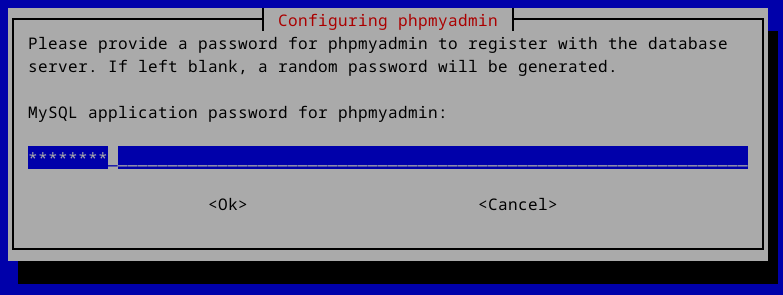 Configuring phpmyadmin
Please provide a password for phpmyadmin to register with the database
server. If left blank, a random password will be generated.
MySQL application password for phpmyadmin:
********
<Ok> <Cancel>